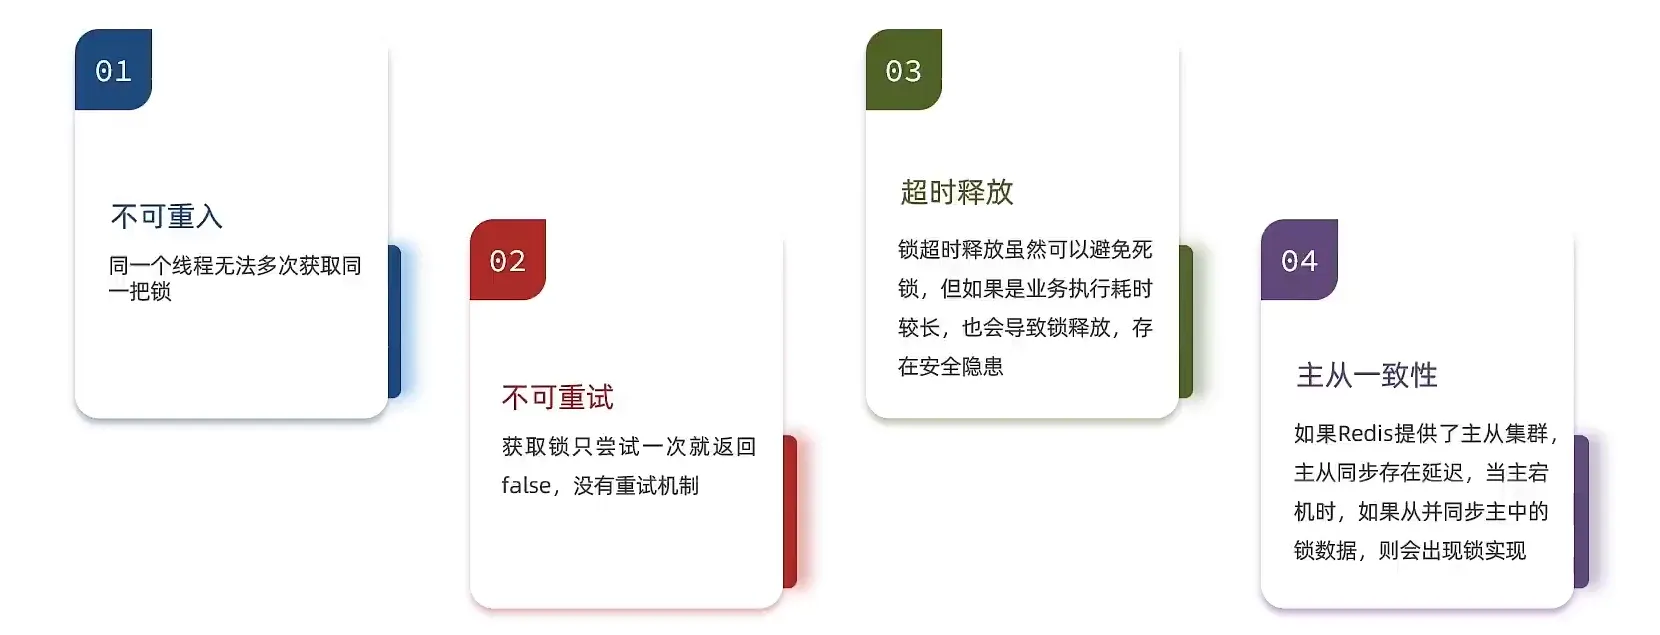 01
不可重入
同一个线程无法多次获取同
一把锁
02
不可重试
获取锁只尝试一次就返回
false，没有重试机制
03
超时释放
锁超时释放虽然可以避免死
锁，但如果是业务执行耗时
较长，也会导致锁释放，存
在安全隐患
04
主从一致性
如果Redis提供了主从集群，
主从同步存在延迟，当主宕
机时，如果从并同步主中的
锁数据，则会出现锁实现